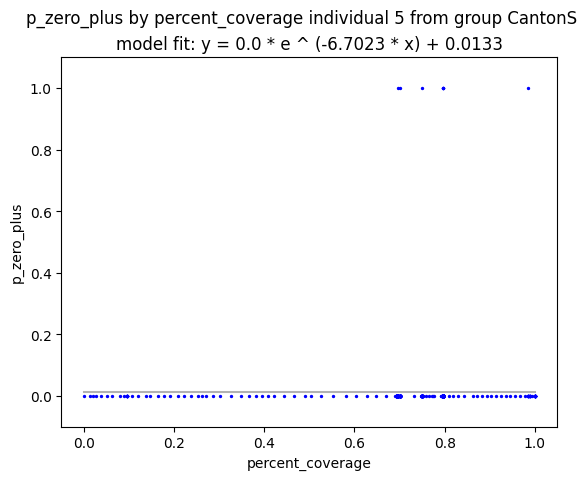 p_zero_plus by percent_coverage individual 5 from group CantonS
model fit: y = 0.0 * e ^ (-6.7023 * x) + 0.0133
1.0
0.8
0.6
0.4
0.2
0.0
p_zero_plus
0.0 0.2 0.4 0.6 0.8 1.0
percent_coverage